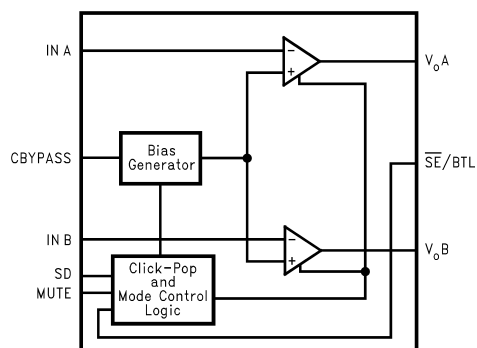 IN A
−
+
VoA
CBYPASS
Bias
Generator
SE/BTL
IN B
−
+
VoB
SD
MUTE
Click-Pop
and
Mode Control
Logic